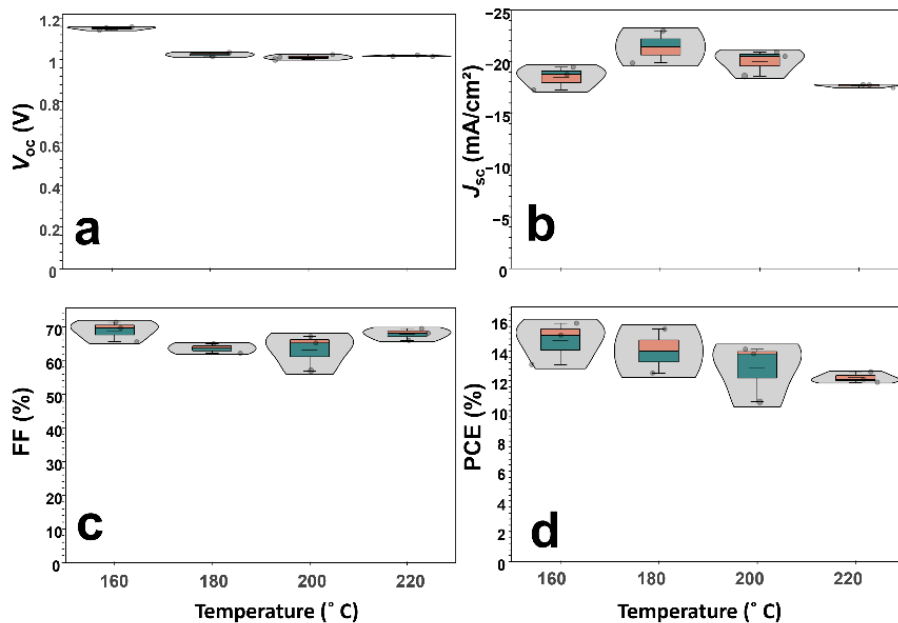 1.2
1
0.8
0.6
0.4
0.2
0
V_oc (V)
a
−25
−20
−15
−10
−5
0
J_sc (mA/cm²)
b
70
60
50
40
30
20
10
0
FF (%)
c
160 180 200 220
Temperature (° C)
16
14
12
10
8
6
4
2
0
PCE (%)
d
160 180 200 220
Temperature (° C)